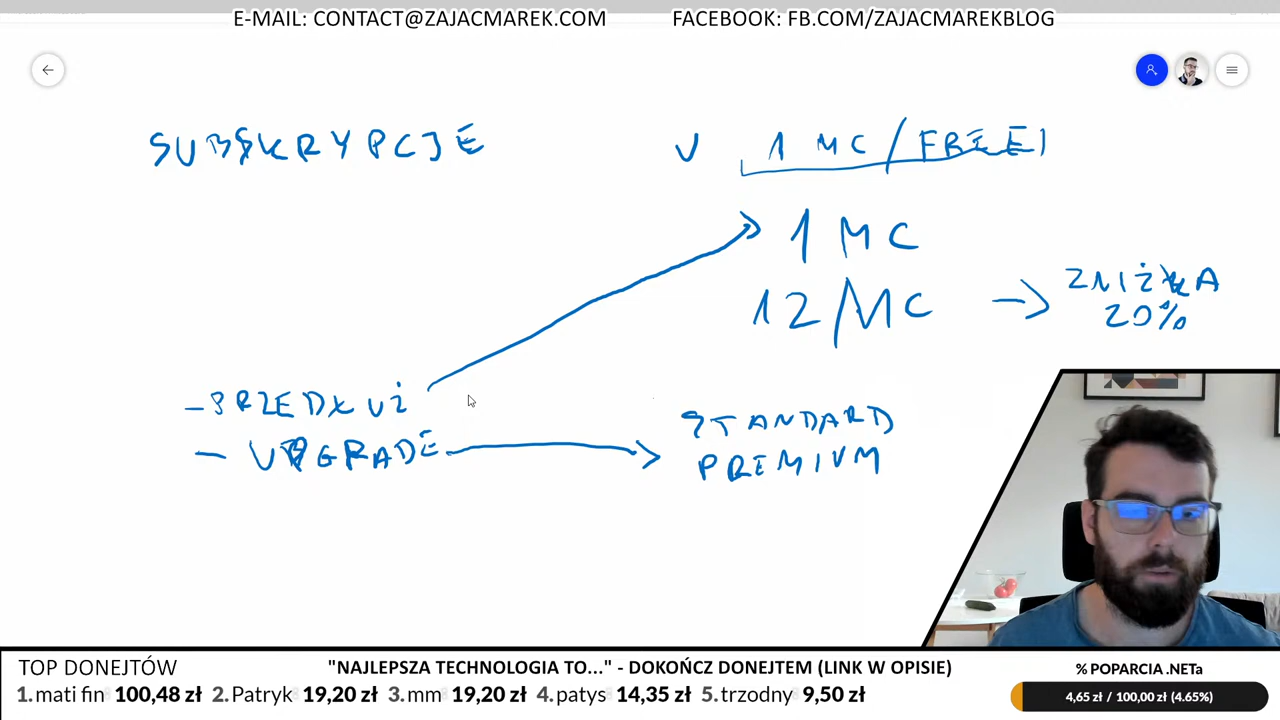 E-MAIL: CONTACT@ZAJACMAREK.COM FACEBOOK: FB.COM/ZAJACMAREKBLOG
SUBSKRYPCJE
V 1 MC/FREE
1 MC
12/MC → ZNIŻKA
20%
- PRZEDŁUŻ
- UPGRADE → STANDARD
PREMIUM
TOP DONEJTÓW "NAJLEPSZA TECHNOLOGIA TO..." - DOKOŃCZ DONEJTEM (LINK W OPISIE) % POPARCIA .NETa
1. mati fin 100,48 zł 2. Patryk 19,20 zł 3. mm 19,20 zł 4. patys 14,35 zł 5. trzodny 9,50 zł 4,65 zł / 100,00 zł (4.65%)